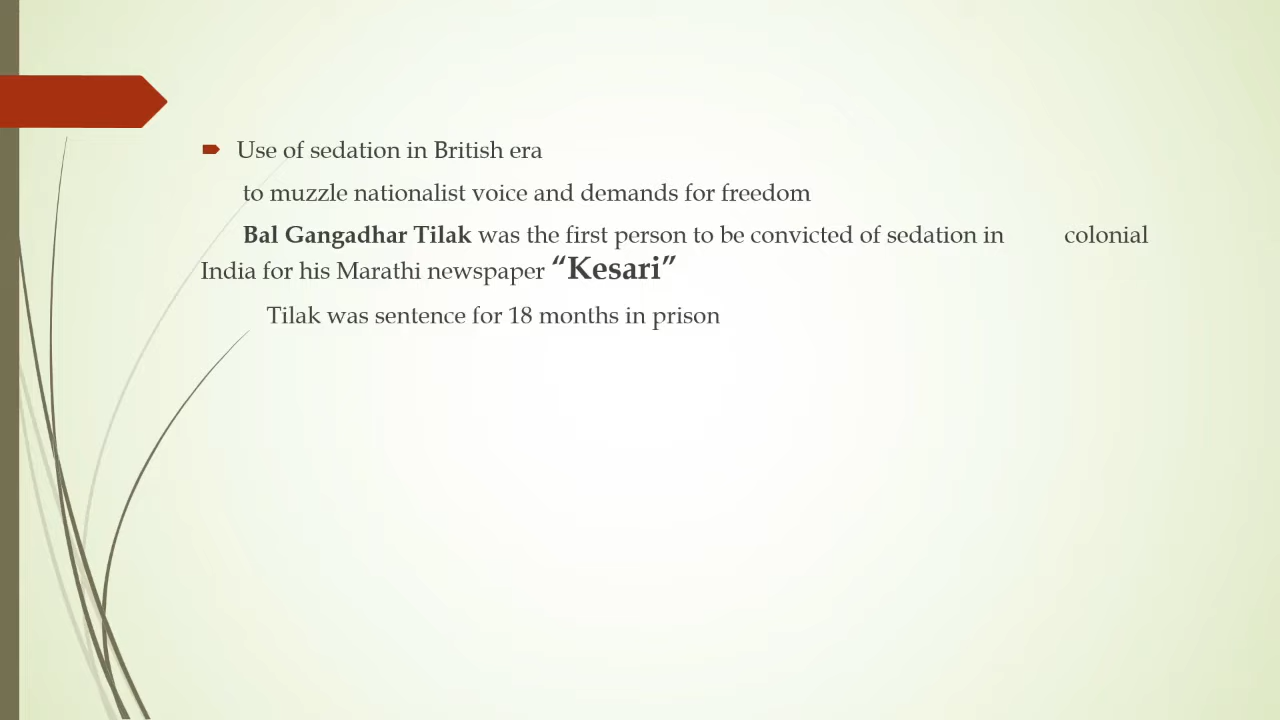 Use of sedation in British era
to muzzle nationalist voice and demands for freedom
Bal Gangadhar Tilak was the first person to be convicted of sedation in colonial
India for his Marathi newspaper “Kesari”
Tilak was sentence for 18 months in prison